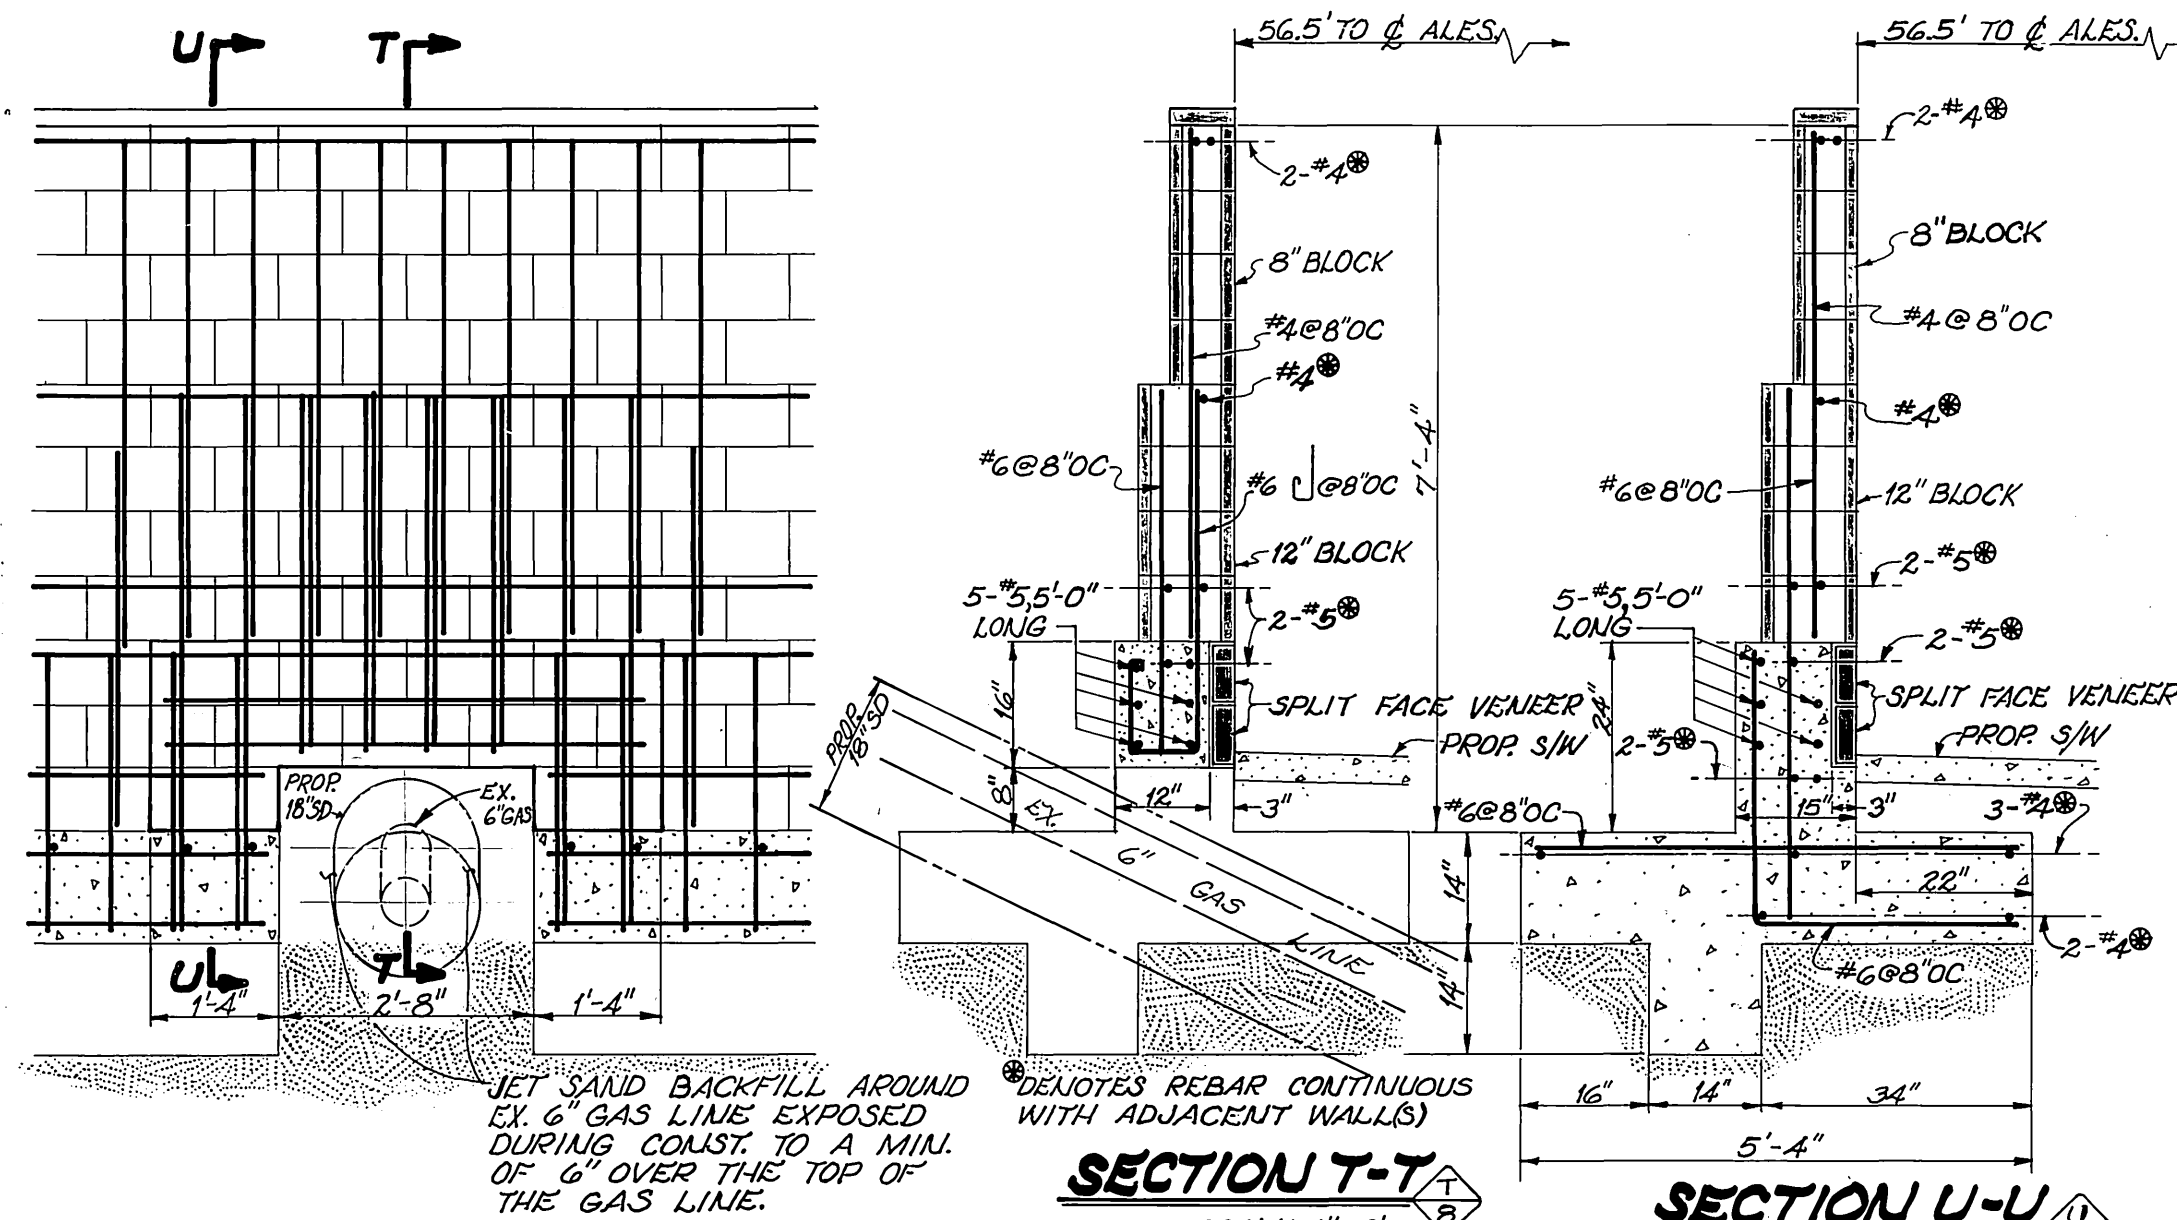 U
T
PROP.
18"SD
EX.
6"GAS
U
T
1'-4"
2'-8"
1'-4"
JET SAND BACKFILL AROUND
EX. 6" GAS LINE EXPOSED
DURING CONST. TO A MIN.
OF 6" OVER THE TOP OF
THE GAS LINE.
56.5' TO ℄ ALES.
2-#4⊛
8" BLOCK
#4@8"OC
#4⊛
7'-4"
#6@8"OC
#6 @8"OC
12" BLOCK
5-#5,5'-0"
LONG
2-#5⊛
PROP.
18"SD
16"
SPLIT FACE VENEER
PROP. S/W
8"
12"
3"
EX.
6"
GAS
LINE
14"
14"
⊛DENOTES REBAR CONTINUOUS
WITH ADJACENT WALL(S)
SECTION T-T
T
8
56.5' TO ℄ ALES.
2-#4⊛
8" BLOCK
#4@8"OC
#4⊛
#6@8"OC
12" BLOCK
2-#5⊛
5-#5,5'-0"
LONG
2-#5⊛
24"
SPLIT FACE VENEER
2-#5⊛
PROP. S/W
#6@8"OC
15"
3"
3-#4⊛
22"
2-#4⊛
#6@8"OC
16"
14"
34"
5'-4"
SECTION U-U